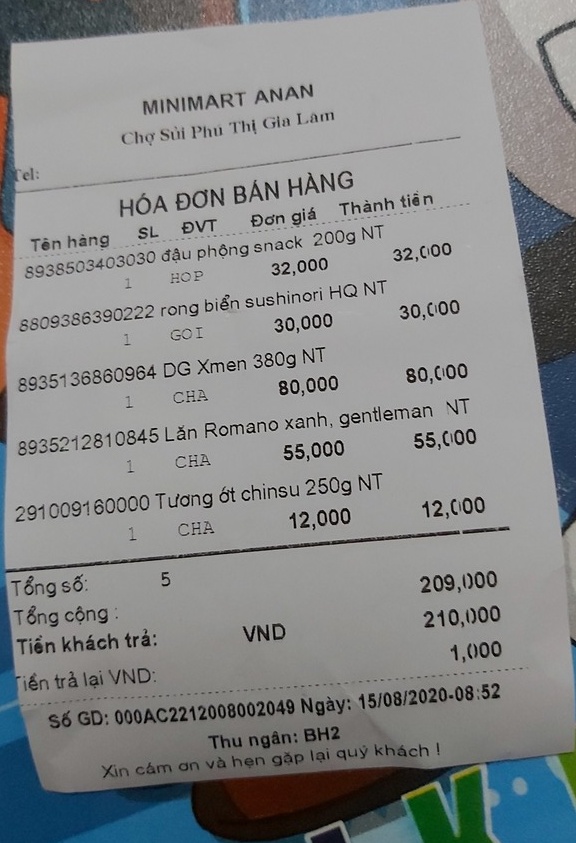 MINIMART ANAN
Chợ Sủi Phú Thị Gia Lâm
Tel:
HÓA ĐƠN BÁN HÀNG
Tên hàng SL ĐVT Đơn giá Thành tiền
8938503403030 đậu phộng snack 200g NT
1 HOP 32,000 32,000
8809386390222 rong biển sushinori HQ NT
1 GOI 30,000 30,000
8935136860964 DG Xmen 380g NT
1 CHA 80,000 80,000
8935212810845 Lăn Romano xanh, gentleman NT
1 CHA 55,000 55,000
291009160000 Tương ớt chinsu 250g NT
1 CHA 12,000 12,000
Tổng số: 5
Tổng cộng : 209,000
Tiền khách trả: VND 210,000
Tiền trả lại VND: 1,000
Số GD: 000AC2212008002049 Ngày: 15/08/2020-08:52
Thu ngân: BH2
Xin cám ơn và hẹn gặp lại quý khách !